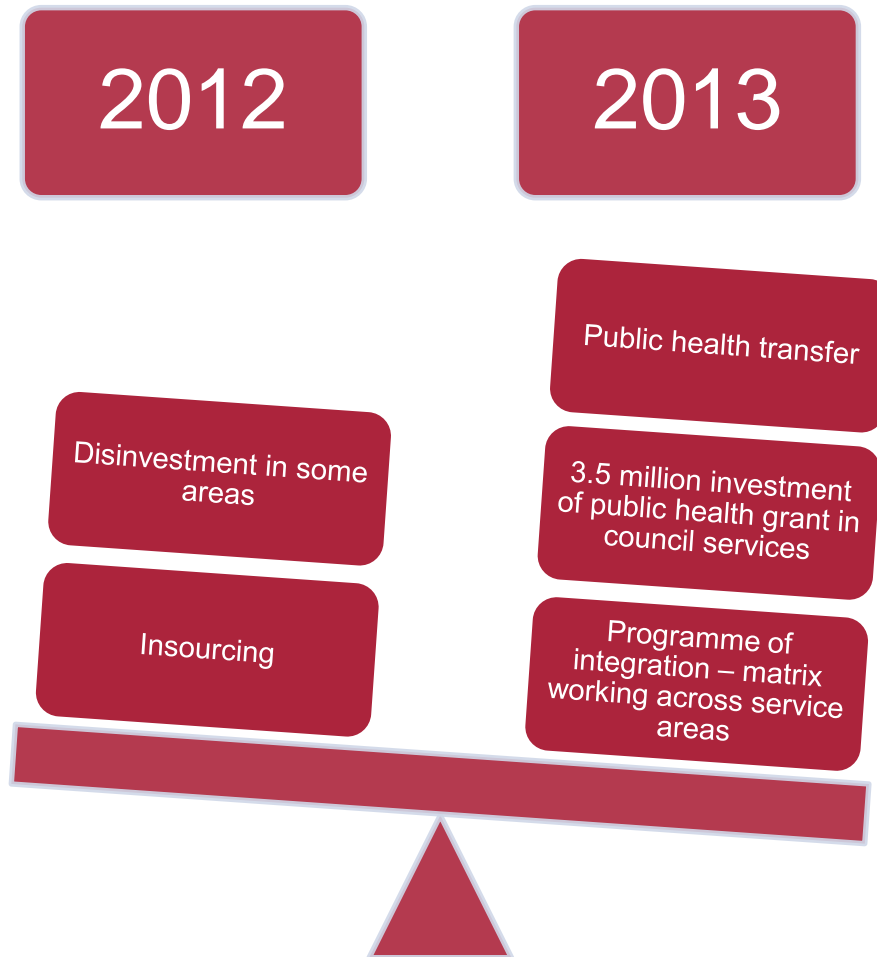 2012
2013
Disinvestment in some
areas
Insourcing
Public health transfer
3.5 million investment
of public health grant in
council services
Programme of
integration – matrix
working across service
areas